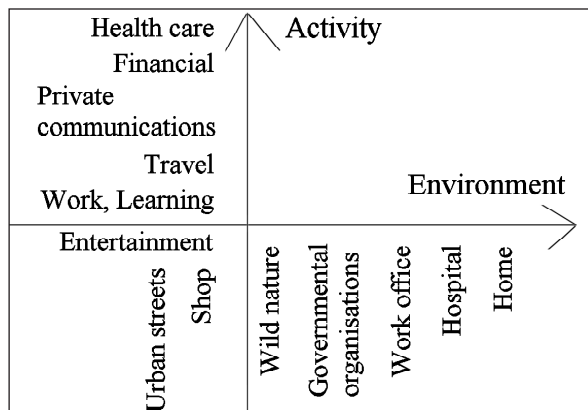 Health care
Activity
Financial
Private
communications
Travel
Work, Learning
Environment
Entertainment
Urban streets
Shop
Wild nature
Governmental
organisations
Work office
Hospital
Home